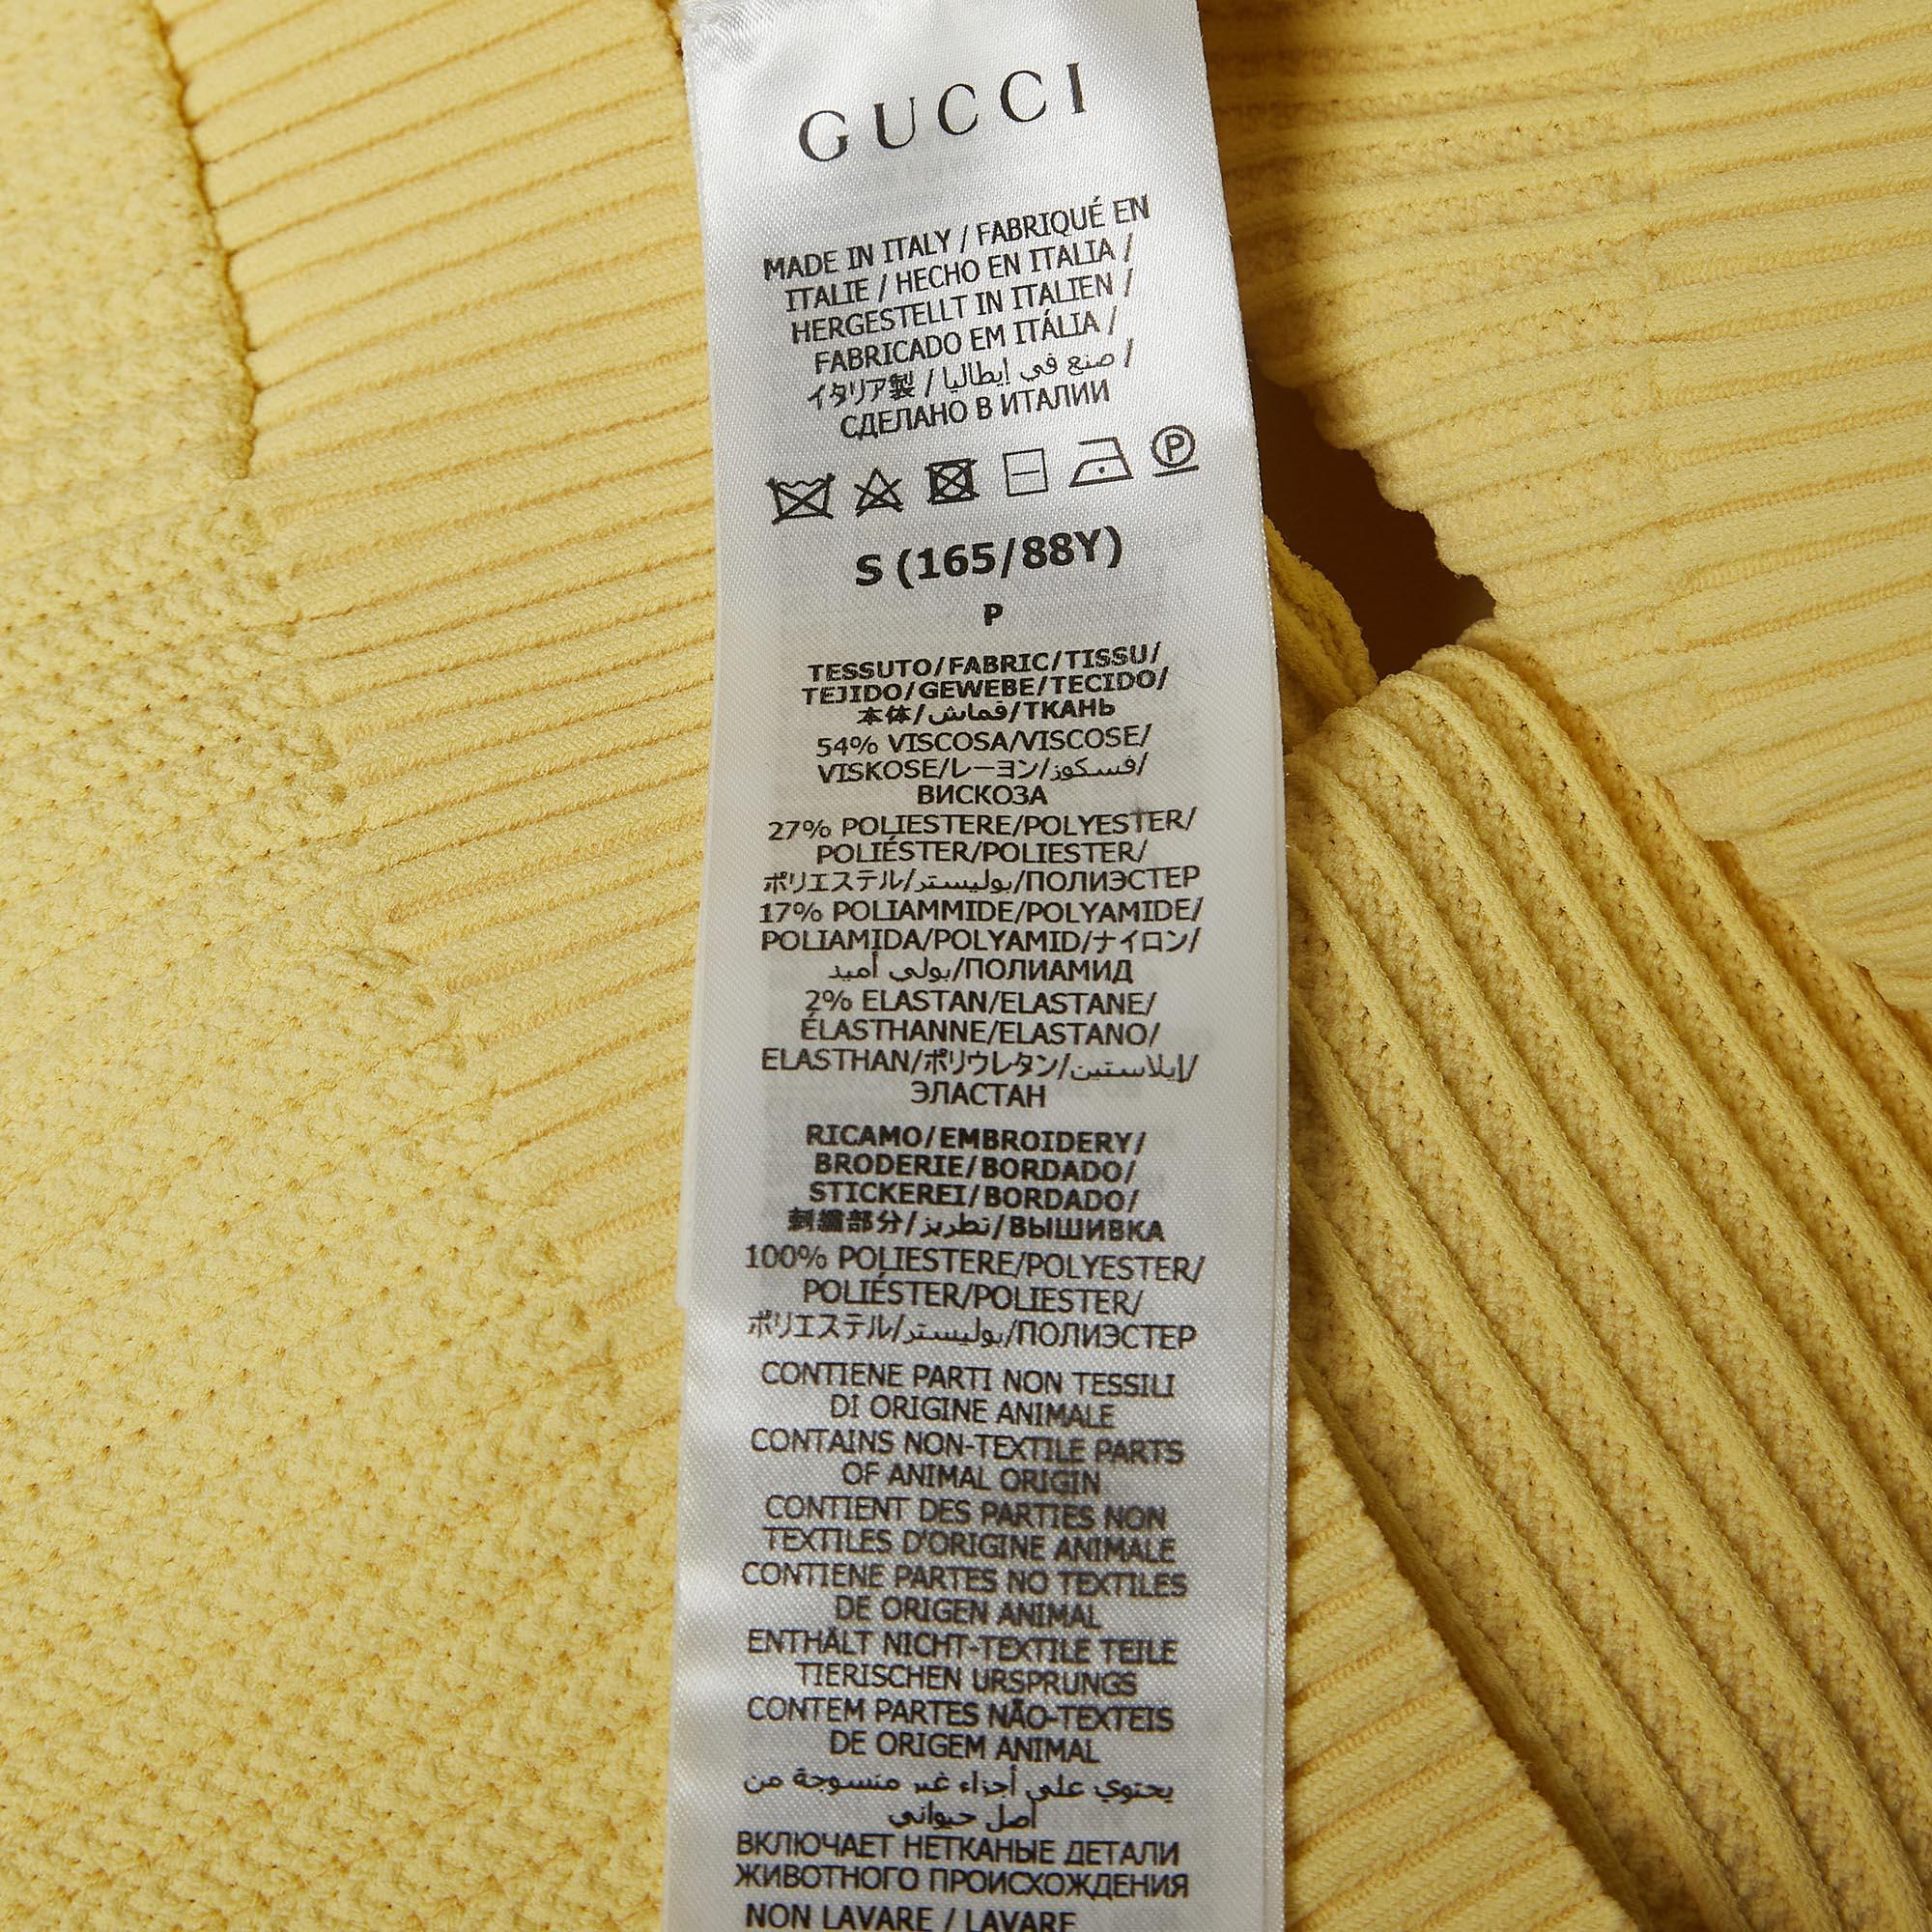 GUCCI
MADE IN ITALY / FABRIQUÉ EN
ITALIE / HECHO EN ITALIA /
HERGESTELLT IN ITALIEN /
FABRICADO EM ITÁLIA /
イタリア製 / صنع في إيطاليا /
СДЕЛАНО В ИТАЛИИ
P
S (165/88Y)
P
TESSUTO/FABRIC/TISSU/
TEJIDO/GEWEBE/TECIDO/
本体/قماش/ТКАНЬ
54% VISCOSA/VISCOSE/
VISKOSE/レーヨン/فسكوز/
ВИСКОЗА
27% POLIESTERE/POLYESTER/
POLIÉSTER/POLIESTER/
ポリエステル/بوليستر/ПОЛИЭСТЕР
17% POLIAMMIDE/POLYAMIDE/
POLIAMIDA/POLYAMID/ナイロン/
بولي أميد/ПОЛИАМИД
2% ELASTAN/ELASTANE/
ÉLASTHANNE/ELASTANO/
ELASTHAN/ポリウレタン/إيلاستين/
ЭЛАСТАН
RICAMO/EMBROIDERY/
BRODERIE/BORDADO/
STICKEREI/BORDADO/
刺繍部分/تطريز/ВЫШИВКА
100% POLIESTERE/POLYESTER/
POLIÉSTER/POLIESTER/
ポリエステル/بوليستر/ПОЛИЭСТЕР
CONTIENE PARTI NON TESSILI
DI ORIGINE ANIMALE
CONTAINS NON-TEXTILE PARTS
OF ANIMAL ORIGIN
CONTIENT DES PARTIES NON
TEXTILES D'ORIGINE ANIMALE
CONTIENE PARTES NO TEXTILES
DE ORIGEN ANIMAL
ENTHÄLT NICHT-TEXTILE TEILE
TIERISCHEN URSPRUNGS
CONTEM PARTES NÃO-TEXTEIS
DE ORIGEM ANIMAL
يحتوي على أجزاء غير منسوجة من
أصل حيواني
ВКЛЮЧАЕТ НЕТКАНЫЕ ДЕТАЛИ
ЖИВОТНОГО ПРОИСХОЖДЕНИЯ
NON LAVARE / LAVARE